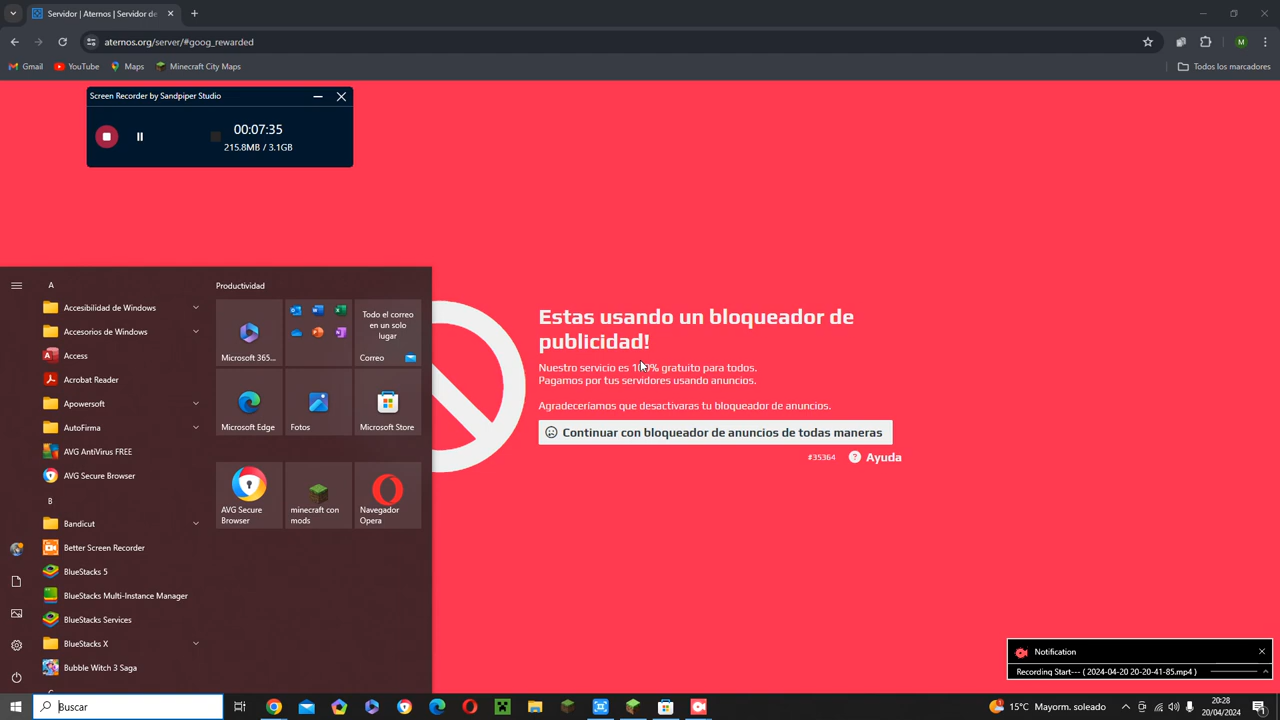 Servidor | Aternos | Servidor de
aternos.org/server/#goog_rewarded
M
Gmail
YouTube
Maps
Minecraft City Maps
Todos los marcadores
Screen Recorder by Sandpiper Studio
00:07:35
215.8MB / 3.1GB
Estas usando un bloqueador de
publicidad!
Nuestro servicio es 100% gratuito para todos.
Pagamos por tus servidores usando anuncios.
Agradeceríamos que desactivaras tu bloqueador de anuncios.
Continuar con bloqueador de anuncios de todas maneras
#35364
? Ayuda
A
Accesibilidad de Windows
Accesorios de Windows
Access
Acrobat Reader
Apowersoft
AutoFirma
AVG AntiVirus FREE
AVG Secure Browser
B
Bandicut
Better Screen Recorder
BlueStacks 5
BlueStacks Multi-Instance Manager
BlueStacks Services
BlueStacks X
Bubble Witch 3 Saga
Productividad
Microsoft 365...
Todo el correo
en un solo
lugar
Correo
Microsoft Edge
Fotos
Microsoft Store
AVG Secure
Browser
minecraft con
mods
Navegador
Opera
Notification
Recording Start--- ( 2024-04-20 20-20-41-85.mp4 )
Buscar
15°C Mayorm. soleado
20:28
20/04/2024